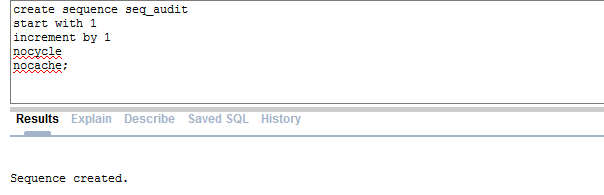 create sequence seq_audit
start with 1
increment by 1
nocycle
nocache;
Results Explain Describe Saved SQL History
Sequence created.